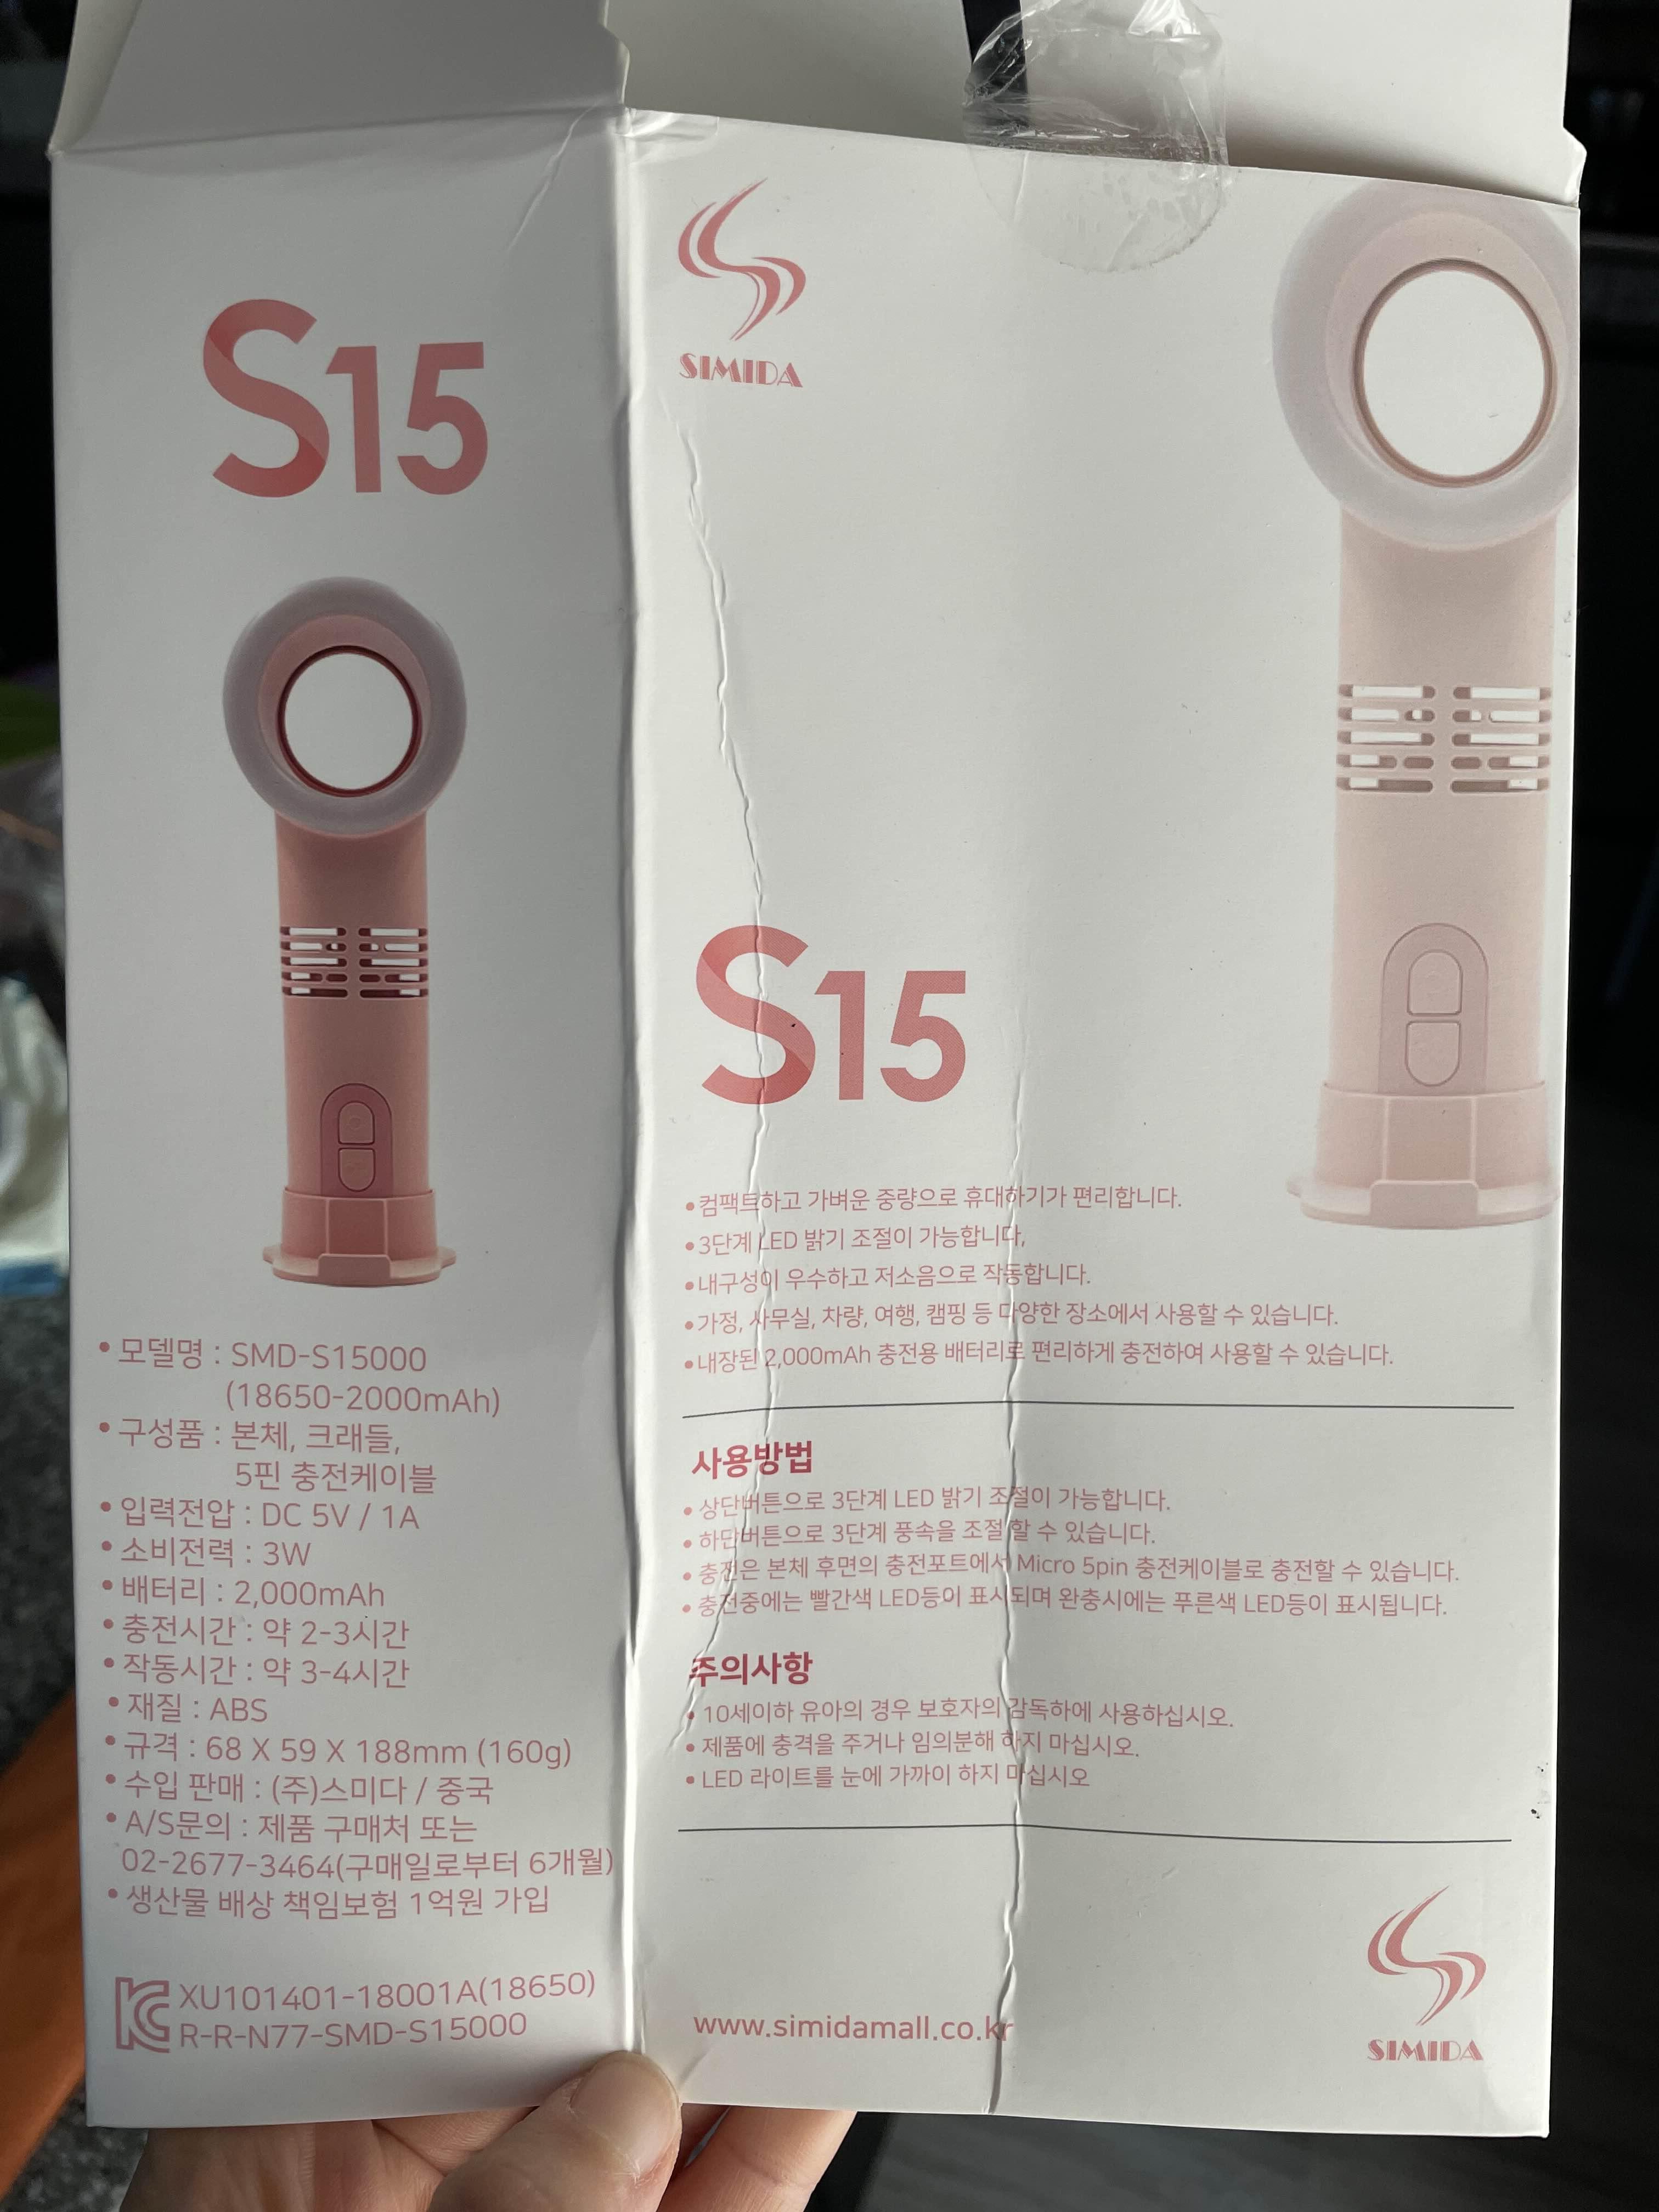 S15
• 모델명 : SMD-S15000
(18650-2000mAh)
• 구성품 : 본체, 크래들,
5핀 충전케이블
• 입력전압 : DC 5V / 1A
• 소비전력 : 3W
• 배터리 : 2,000mAh
• 충전시간 : 약 2-3시간
• 작동시간 : 약 3-4시간
• 재질 : ABS
• 규격 : 68 X 59 X 188mm (160g)
• 수입 판매 : (주)스미다 / 중국
• A/S문의 : 제품 구매처 또는
02-2677-3464(구매일로부터 6개월)
• 생산물 배상 책임보험 1억원 가입
KC XU101401-18001A(18650)
R-R-N77-SMD-S15000
SIMIDA
S15
• 컴팩트하고 가벼운 중량으로 휴대하기가 편리합니다.
• 3단계 LED 밝기 조절이 가능합니다,
• 내구성이 우수하고 저소음으로 작동합니다.
• 가정, 사무실, 차량, 여행, 캠핑 등 다양한 장소에서 사용할 수 있습니다.
• 내장된 2,000mAh 충전용 배터리로 편리하게 충전하여 사용할 수 있습니다.
사용방법
• 상단버튼으로 3단계 LED 밝기 조절이 가능합니다.
• 하단버튼으로 3단계 풍속을 조절 할 수 있습니다.
• 충전은 본체 후면의 충전포트에서 Micro 5pin 충전케이블로 충전할 수 있습니다.
• 충전중에는 빨간색 LED등이 표시되며 완충시에는 푸른색 LED등이 표시됩니다.
주의사항
• 10세이하 유아의 경우 보호자의 감독하에 사용하십시오.
• 제품에 충격을 주거나 임의분해 하지 마십시오.
• LED 라이트를 눈에 가까이 하지 마십시오
www.simidamall.co.kr
SIMIDA